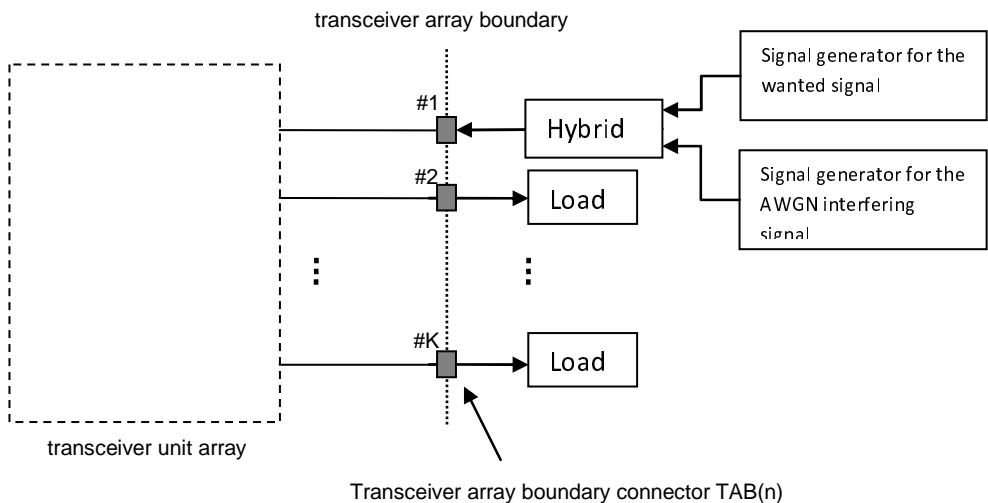 transceiver array boundary
Signal generator for the
wanted signal
#1
Hybrid
#2
Load
Signal generator for the
AWGN interfering
signal
#K
Load
transceiver unit array
Transceiver array boundary connector TAB(n)